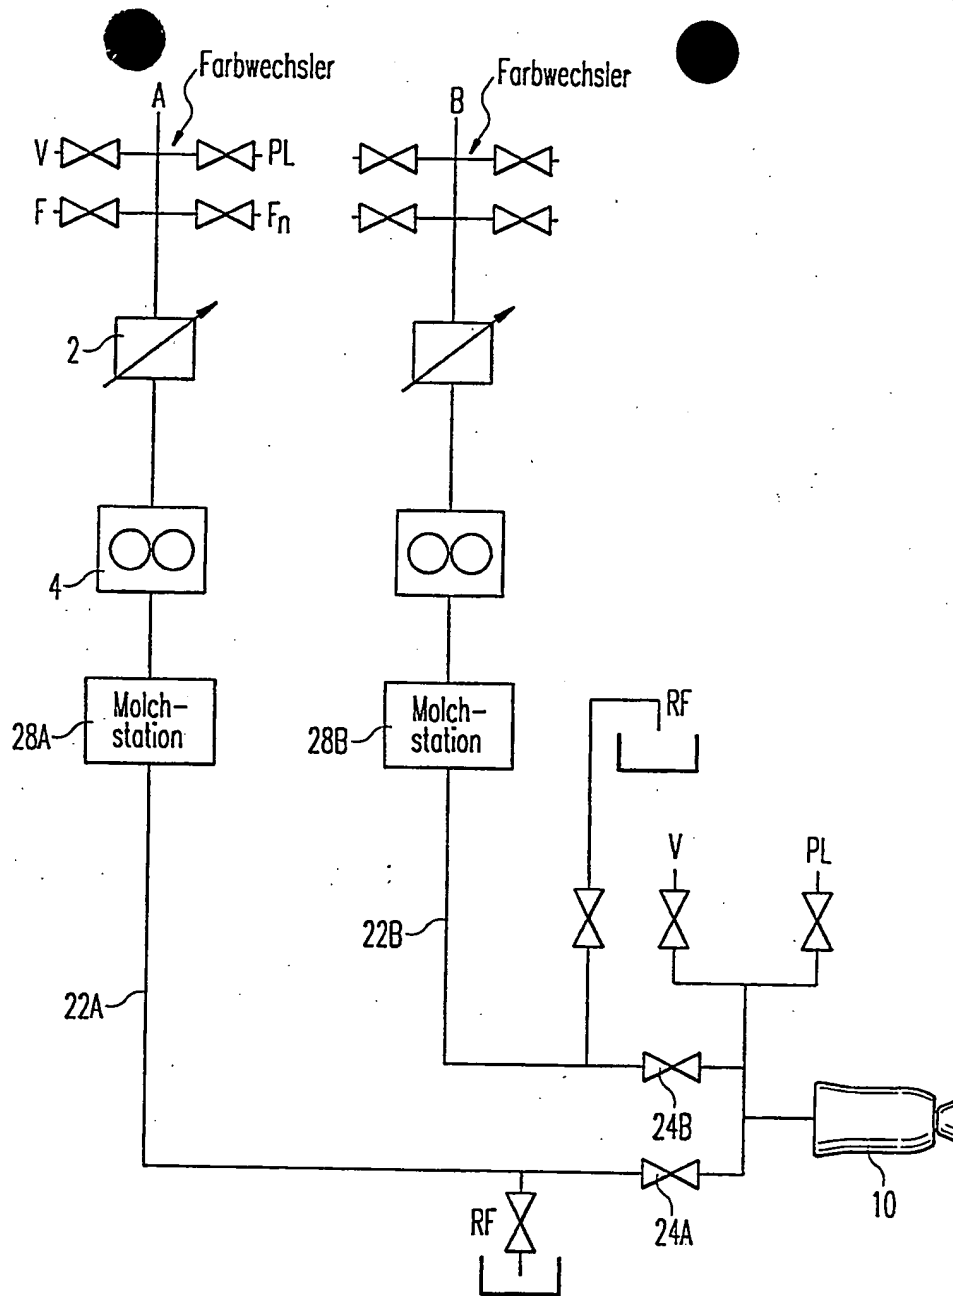 Farbwechsler
Farbwechsler
A
B
V
PL
F
Fn
2
4
Molch-
station
28A
Molch-
station
28B
RF
V
PL
22B
22A
24B
10
24A
RF